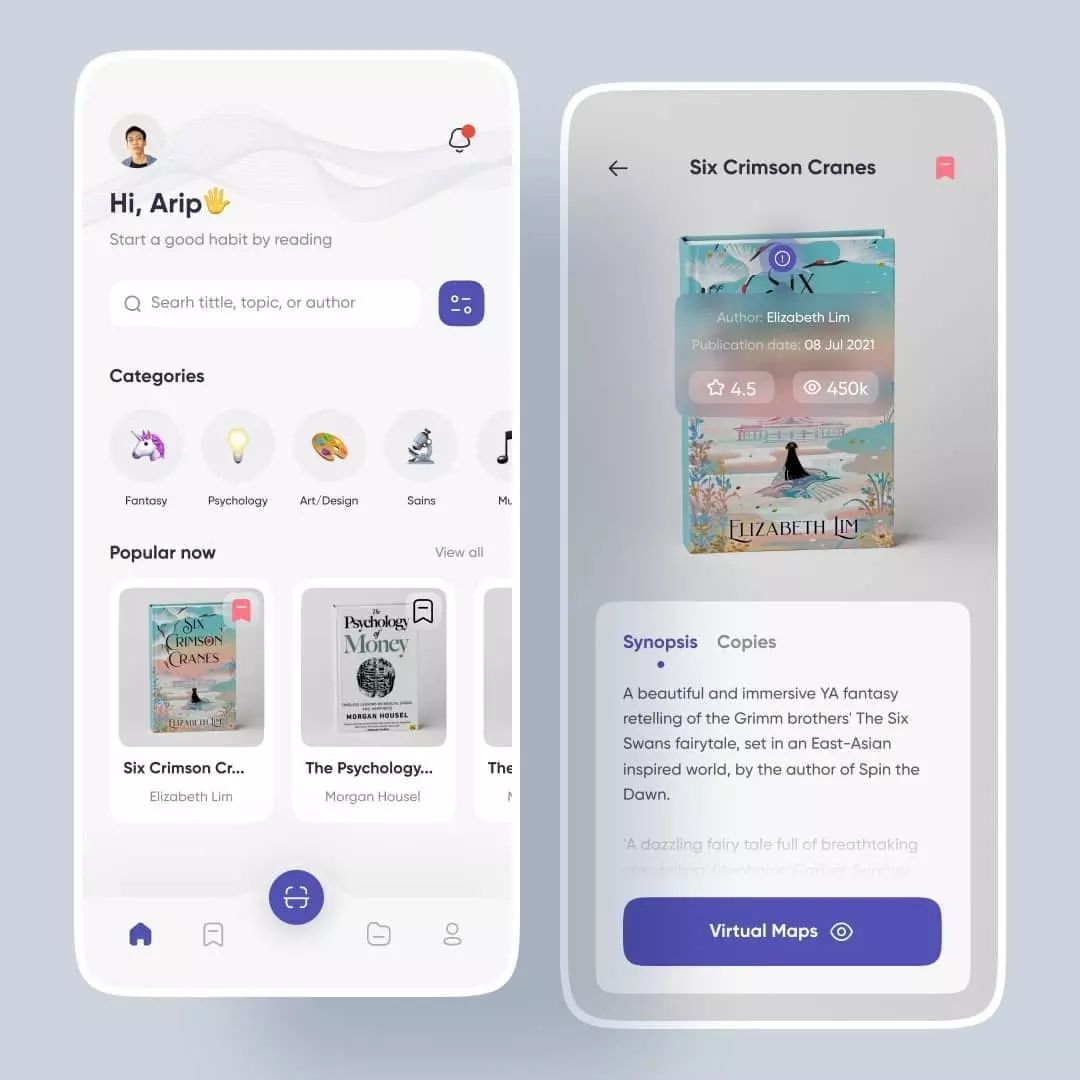 Hi, Arip
Start a good habit by reading
Searh tittle, topic, or author
Categories
Fantasy
Psychology
Art/Design
Sains
Mu
Popular now
View all
SIX
CRIMSON
CRANES
ELIZABETH LIM
The
Psychology
of
Money
MORGAN HOUSEL
Six Crimson Cr...
Elizabeth Lim
The Psychology...
Morgan Housel
The
Six Crimson Cranes
SIX
Author: Elizabeth Lim
Publication date: 08 Jul 2021
4.5
450k
ELIZABETH LIM
Synopsis
Copies
A beautiful and immersive YA fantasy
retelling of the Grimm brothers' The Six
Swans fairytale, set in an East-Asian
inspired world, by the author of Spin the
Dawn.
'A dazzling fairy tale full of breathtaking
Virtual Maps